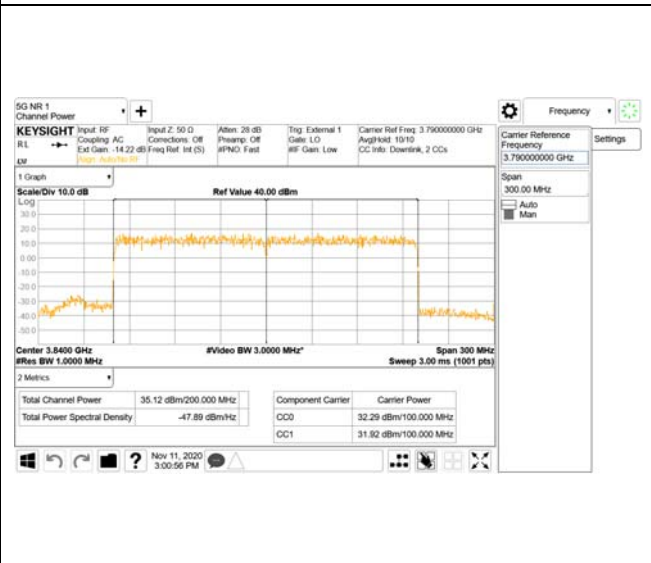 5G NR 1
Channel Power
Frequency
KEYSIGHT
RL
Input: RF
Coupling: AC
Ext Gain: -14.22 dB
Align: Auto/No RF
Input Z: 50 Ω
Corrections: Off
Freq Ref: Int (S)
Atten: 28 dB
Preamp: Off
#PNO: Fast
Trig: External 1
Gate: LO
#IF Gain: Low
Carrier Ref Freq: 3.790000000 GHz
Avg|Hold: 10/10
CC Info: Downlink, 2 CCs
Carrier Reference
Frequency
3.790000000 GHz
Settings
Span
300.00 MHz
Auto
Man
1 Graph
Scale/Div 10.0 dB
Ref Value 40.00 dBm
Log
30.0
20.0
10.0
0.00
-10.0
-20.0
-30.0
-40.0
-50.0
Center 3.8400 GHz
#Video BW 3.0000 MHz*
Span 300 MHz
#Res BW 1.0000 MHz
Sweep 3.00 ms (1001 pts)
2 Metrics
Total Channel Power 35.12 dBm/200.000 MHz
Total Power Spectral Density -47.89 dBm/Hz
Component Carrier Carrier Power
CC0 32.29 dBm/100.000 MHz
CC1 31.92 dBm/100.000 MHz
Nov 11, 2020
3:00:56 PM